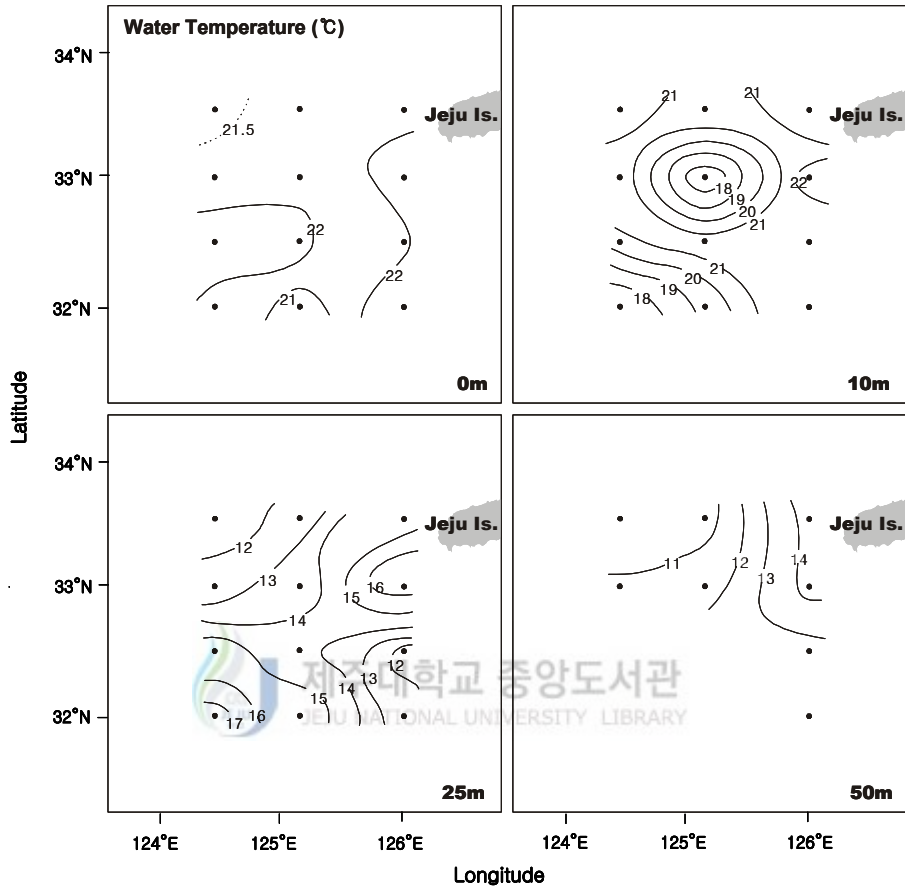 Water Temperature (℃)
34°N
33°N
32°N
Jeju Is.
21.5
22
22
21
0m
Jeju Is.
21
21
22
18
19
20
21
21
20
19
18
10m
Latitude
34°N
33°N
32°N
Jeju Is.
12
13
14
15
16
12
13
14
15
16
17
25m
Jeju Is.
11
12
13
14
50m
제주대학교 중앙도서관
JEJU NATIONAL UNIVERSITY LIBRARY
124°E
125°E
126°E
124°E
125°E
126°E
Longitude